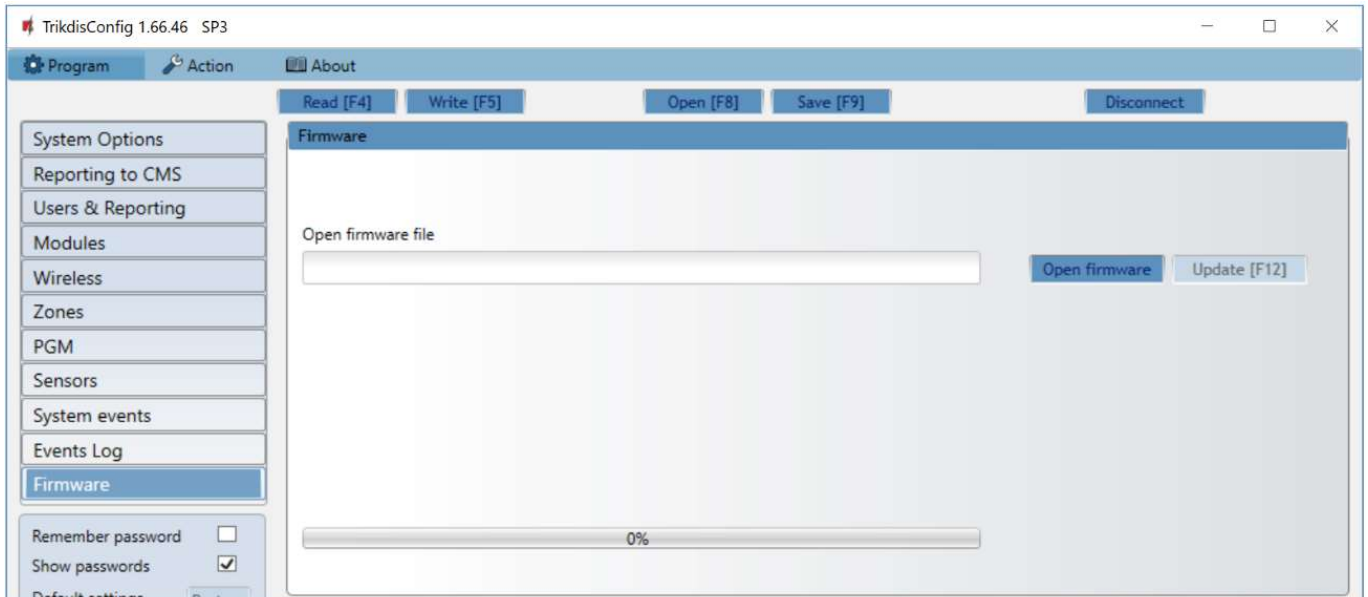 TrikdisConfig 1.66.46 SP3
Program Action About
Read [F4] Write [F5] Open [F8] Save [F9] Disconnect
System Options
Reporting to CMS
Users & Reporting
Modules
Wireless
Zones
PGM
Sensors
System events
Events Log
Firmware
Remember password
Show passwords
Default settings
Firmware
Open firmware file
Open firmware Update [F12]
0%